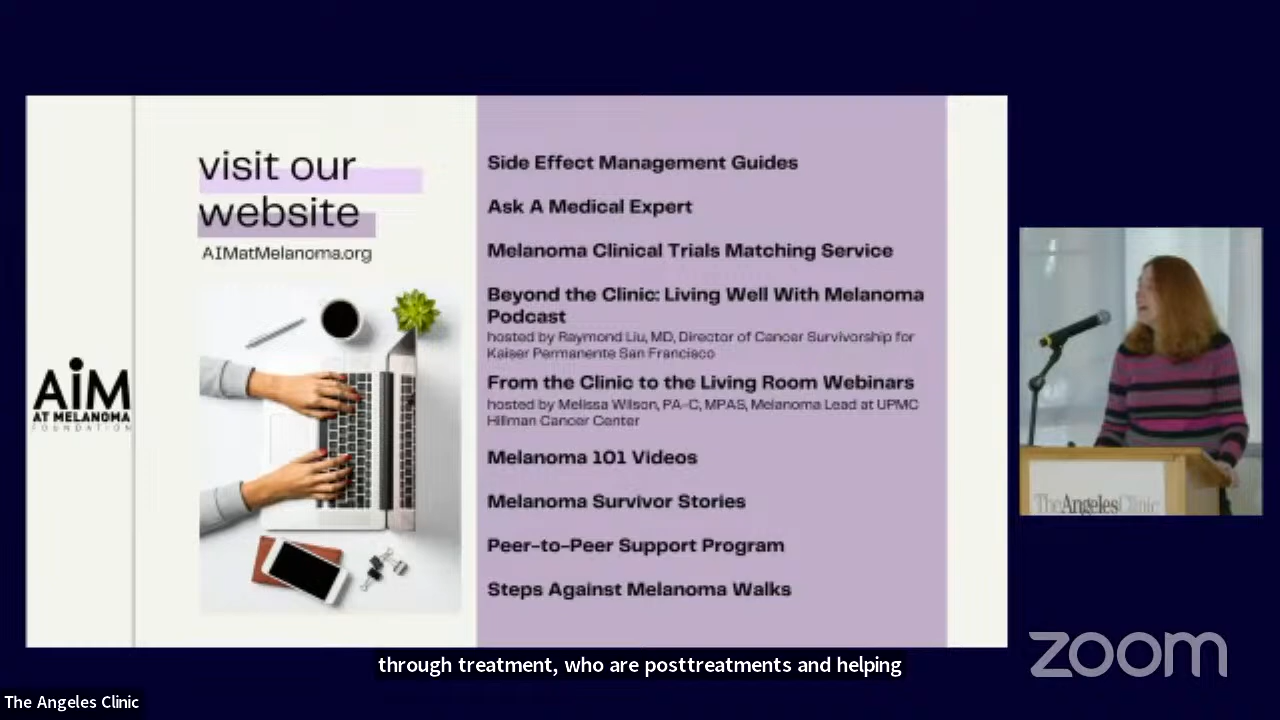 visit our
website
AIMatMelanoma.org
AiM
AT MELANOMA
FOUNDATION
Side Effect Management Guides
Ask A Medical Expert
Melanoma Clinical Trials Matching Service
Beyond the Clinic: Living Well With Melanoma
Podcast
hosted by Raymond Liu, MD, Director of Cancer Survivorship for
Kaiser Permanente San Francisco
From the Clinic to the Living Room Webinars
hosted by Melissa Wilson, PA-C, MPAS, Melanoma Lead at UPMC
Hillman Cancer Center
Melanoma 101 Videos
Melanoma Survivor Stories
Peer-to-Peer Support Program
Steps Against Melanoma Walks
TheAngelesClinic
through treatment, who are posttreatments and helping
zoom
The Angeles Clinic